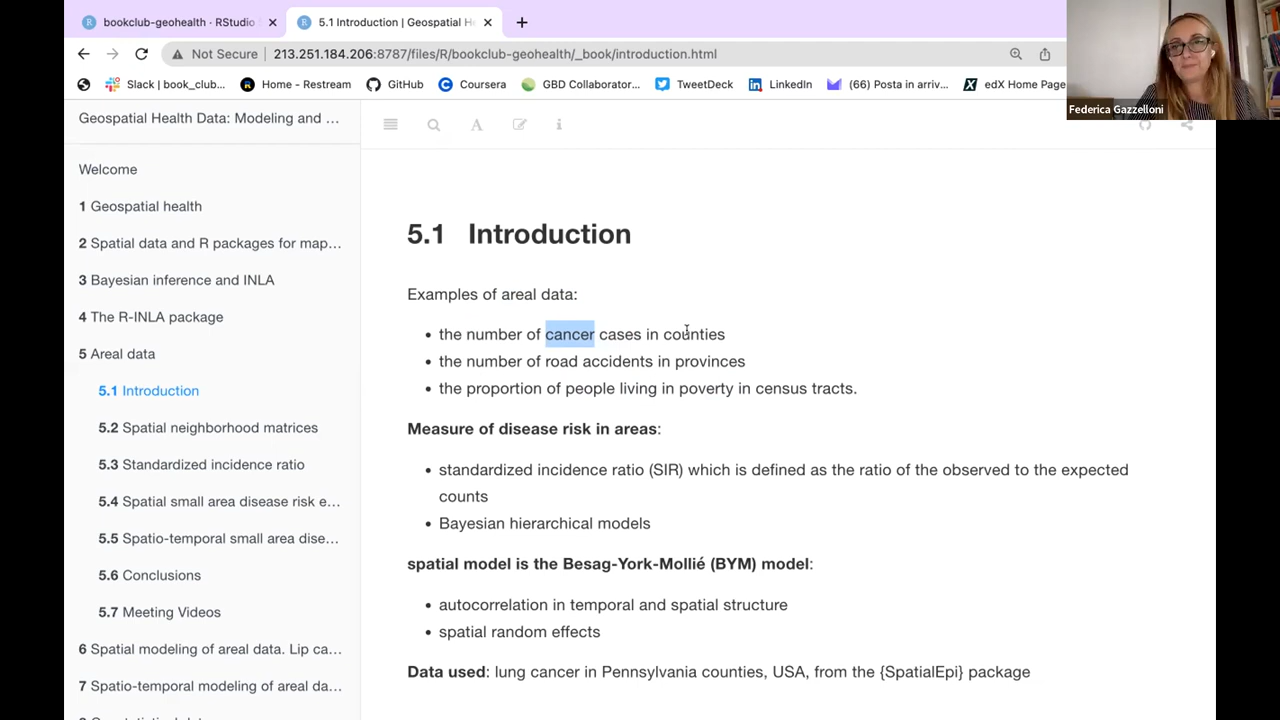 bookclub-geohealth · RStudio
5.1 Introduction | Geospatial H
Not Secure
213.251.184.206:8787/files/R/bookclub-geohealth/_book/introduction.html
Slack | book_club...
Home - Restream
GitHub
Coursera
GBD Collaborator...
TweetDeck
LinkedIn
(66) Posta in arriv...
edX Home Page
Federica Gazzelloni
Geospatial Health Data: Modeling and ...
Welcome
1 Geospatial health
2 Spatial data and R packages for map...
3 Bayesian inference and INLA
4 The R-INLA package
5 Areal data
5.1 Introduction
5.2 Spatial neighborhood matrices
5.3 Standardized incidence ratio
5.4 Spatial small area disease risk e...
5.5 Spatio-temporal small area dise...
5.6 Conclusions
5.7 Meeting Videos
6 Spatial modeling of areal data. Lip ca...
7 Spatio-temporal modeling of areal da...
5.1 Introduction
Examples of areal data:
• the number of cancer cases in counties
• the number of road accidents in provinces
• the proportion of people living in poverty in census tracts.
Measure of disease risk in areas:
• standardized incidence ratio (SIR) which is defined as the ratio of the observed to the expected
counts
• Bayesian hierarchical models
spatial model is the Besag-York-Mollié (BYM) model:
• autocorrelation in temporal and spatial structure
• spatial random effects
Data used: lung cancer in Pennsylvania counties, USA, from the {SpatialEpi} package